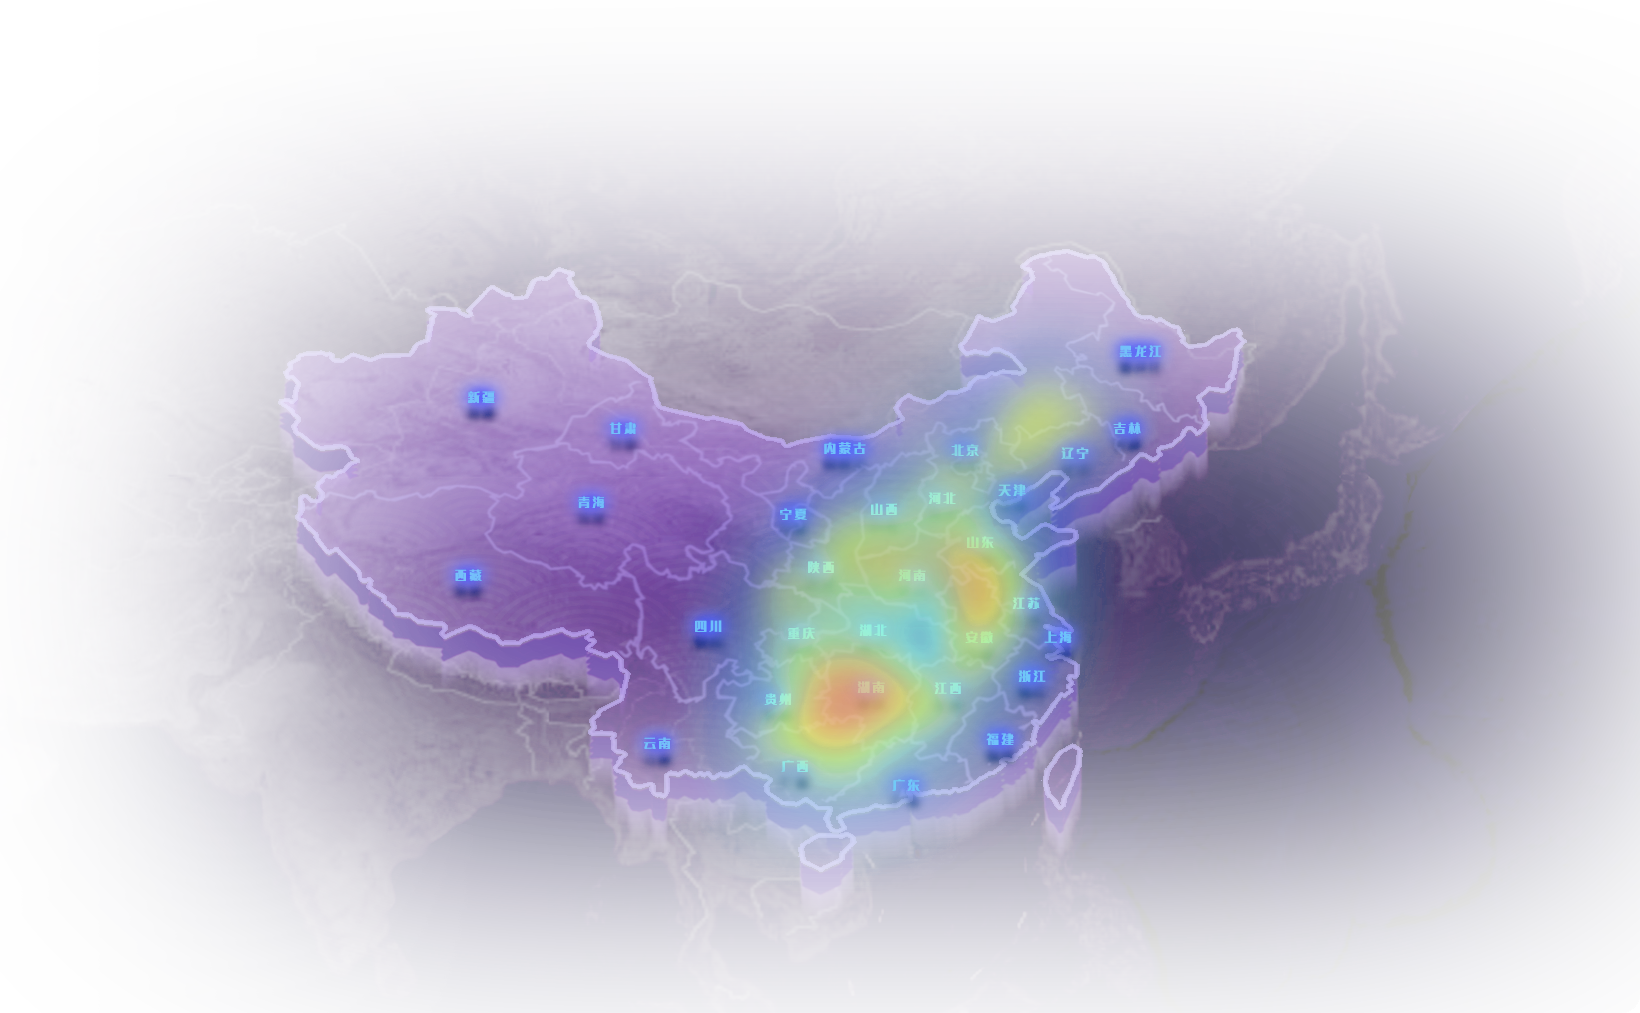 黑龙江
新疆
甘肃
吉林
内蒙古
北京
辽宁
天津
河北
青海
山西
宁夏
山东
陕西
河南
西藏
江苏
四川
重庆
湖北
安徽
上海
浙江
湖南
江西
贵州
云南
福建
广西
广东